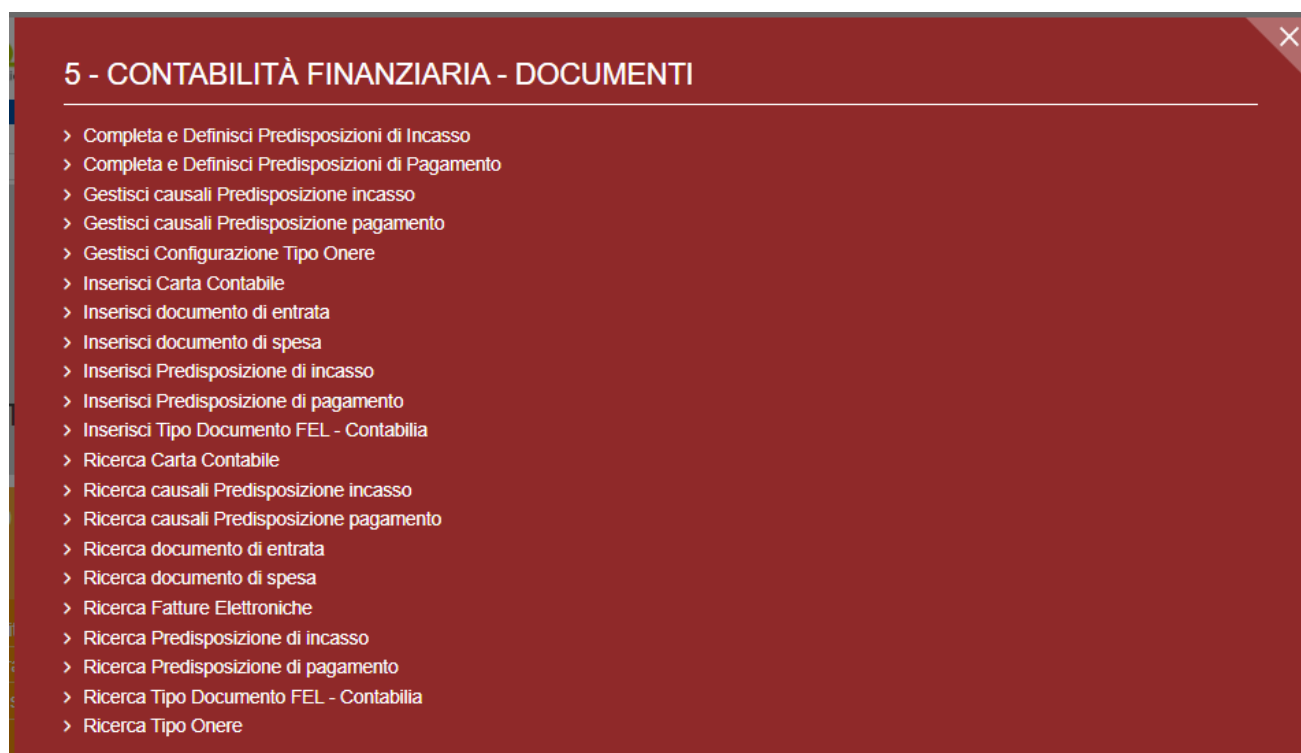 5 - CONTABILITÀ FINANZIARIA - DOCUMENTI
Completa e Definisci Predisposizioni di Incasso
Completa e Definisci Predisposizioni di Pagamento
Gestisci causali Predisposizione incasso
Gestisci causali Predisposizione pagamento
Gestisci Configurazione Tipo Onere
Inserisci Carta Contabile
Inserisci documento di entrata
Inserisci documento di spesa
Inserisci Predisposizione di incasso
Inserisci Predisposizione di pagamento
Inserisci Tipo Documento FEL - Contabilia
Ricerca Carta Contabile
Ricerca causali Predisposizione incasso
Ricerca causali Predisposizione pagamento
Ricerca documento di entrata
Ricerca documento di spesa
Ricerca Fatture Elettroniche
Ricerca Predisposizione di incasso
Ricerca Predisposizione di pagamento
Ricerca Tipo Documento FEL - Contabilia
Ricerca Tipo Onere